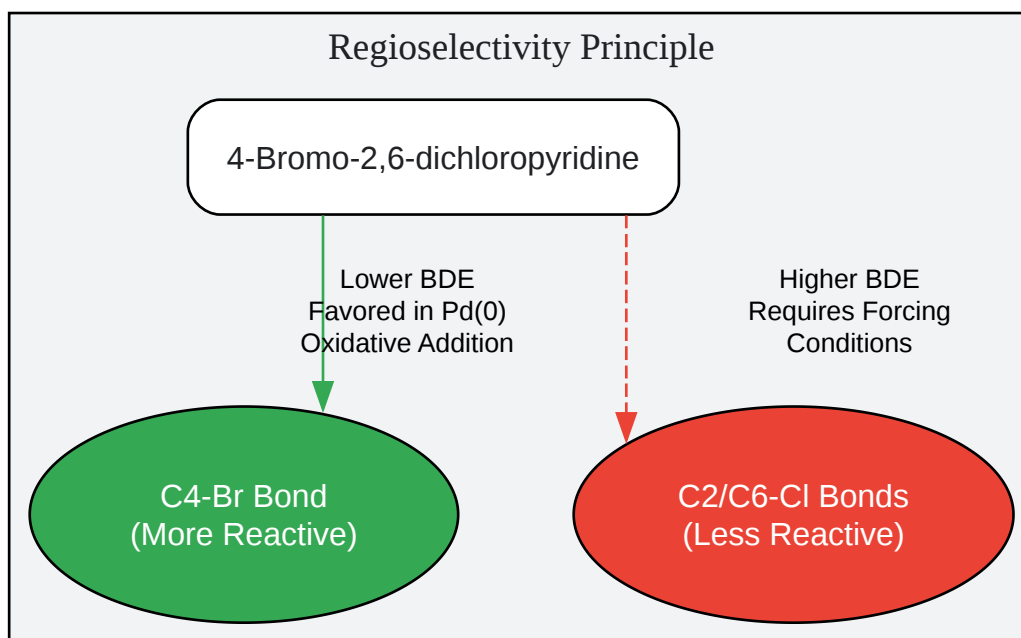 Regioselectivity Principle
4-Bromo-2,6-dichloropyridine
Lower BDE
Favored in Pd(0)
Oxidative Addition
Higher BDE
Requires Forcing
Conditions
C4-Br Bond
(More Reactive)
C2/C6-Cl Bonds
(Less Reactive)